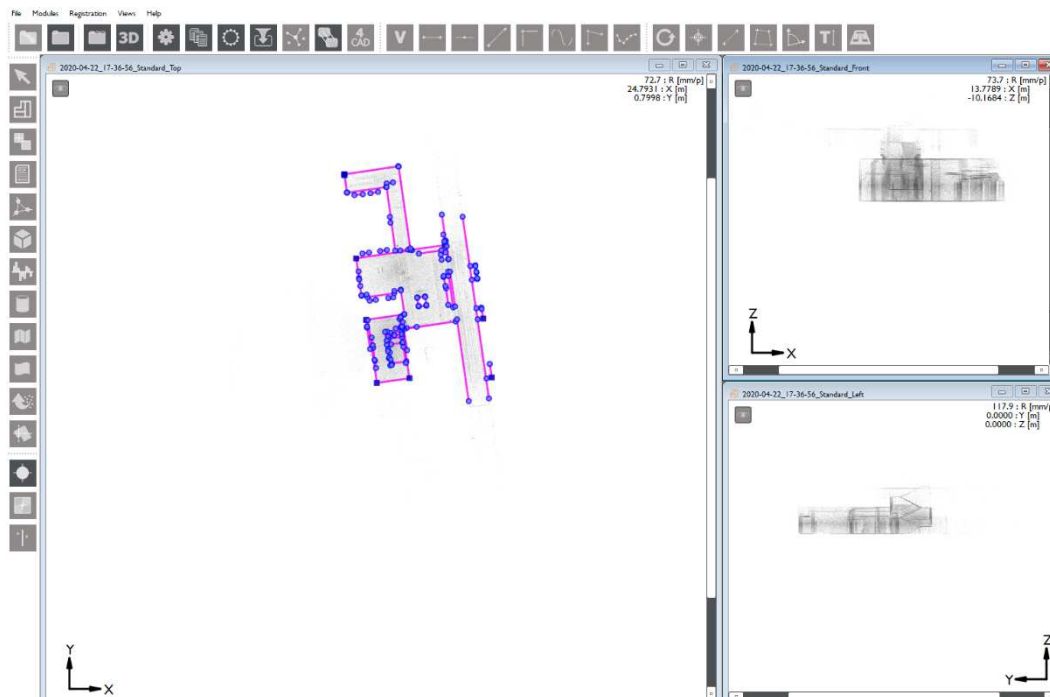 File Modules Registration Views Help
3D
4
CAD
V
T
2020-04-22_17-36-56_Standard_Top
72.7 : R [mm/p]
24.7931 : X [m]
0.7998 : Y [m]
Y
X
2020-04-22_17-36-56_Standard_Front
73.7 : R [mm/p]
13.7789 : X [m]
-10.1684 : Z [m]
Z
X
2020-04-22_17-36-56_Standard_Left
117.9 : R [mm/p]
0.0000 : Y [m]
0.0000 : Z [m]
Z
Y